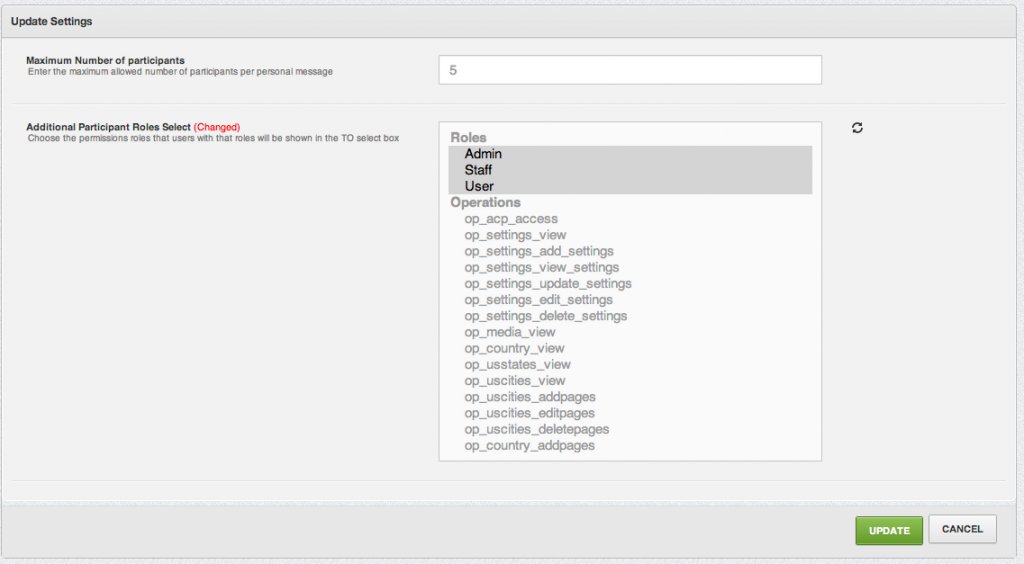 Update Settings
Maximum Number of participants
Enter the maximum allowed number of participants per personal message
5
Additional Participant Roles Select (Changed)
Choose the permissions roles that users with that roles will be shown in the TO select box
Roles
Admin
Staff
User
Operations
op_acp_access
op_settings_view
op_settings_add_settings
op_settings_view_settings
op_settings_update_settings
op_settings_edit_settings
op_settings_delete_settings
op_media_view
op_country_view
op_usstates_view
op_uscities_view
op_uscities_addpages
op_uscities_editpages
op_uscities_deletepages
op_country_addpages
UPDATE
CANCEL